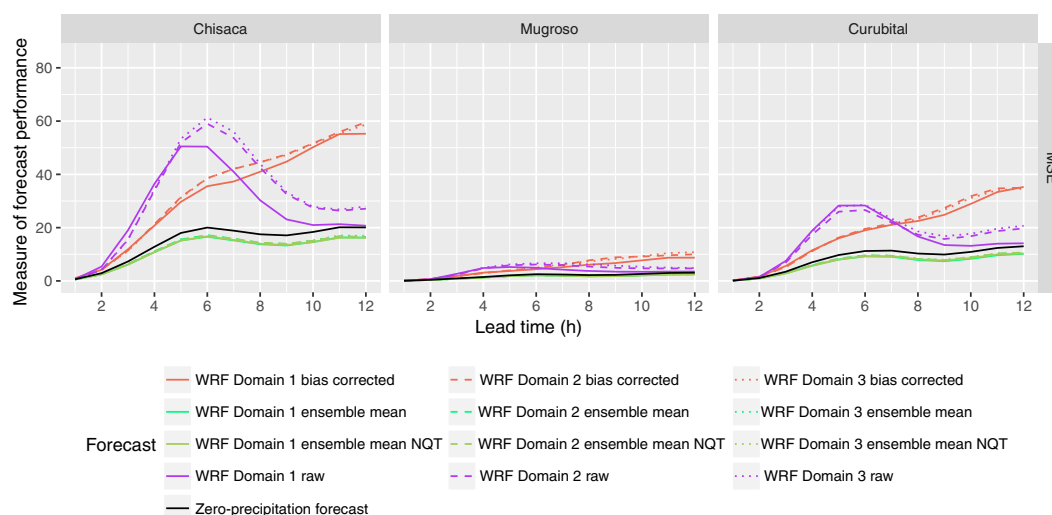 Chisaca Mugroso Curubital
Measure of forecast performance
80
60
40
20
0
MSE
2 4 6 8 10 12 2 4 6 8 10 12 2 4 6 8 10 12
Lead time (h)
Forecast
WRF Domain 1 bias corrected WRF Domain 2 bias corrected WRF Domain 3 bias corrected
WRF Domain 1 ensemble mean WRF Domain 2 ensemble mean WRF Domain 3 ensemble mean
WRF Domain 1 ensemble mean NQT WRF Domain 2 ensemble mean NQT WRF Domain 3 ensemble mean NQT
WRF Domain 1 raw WRF Domain 2 raw WRF Domain 3 raw
Zero-precipitation forecast